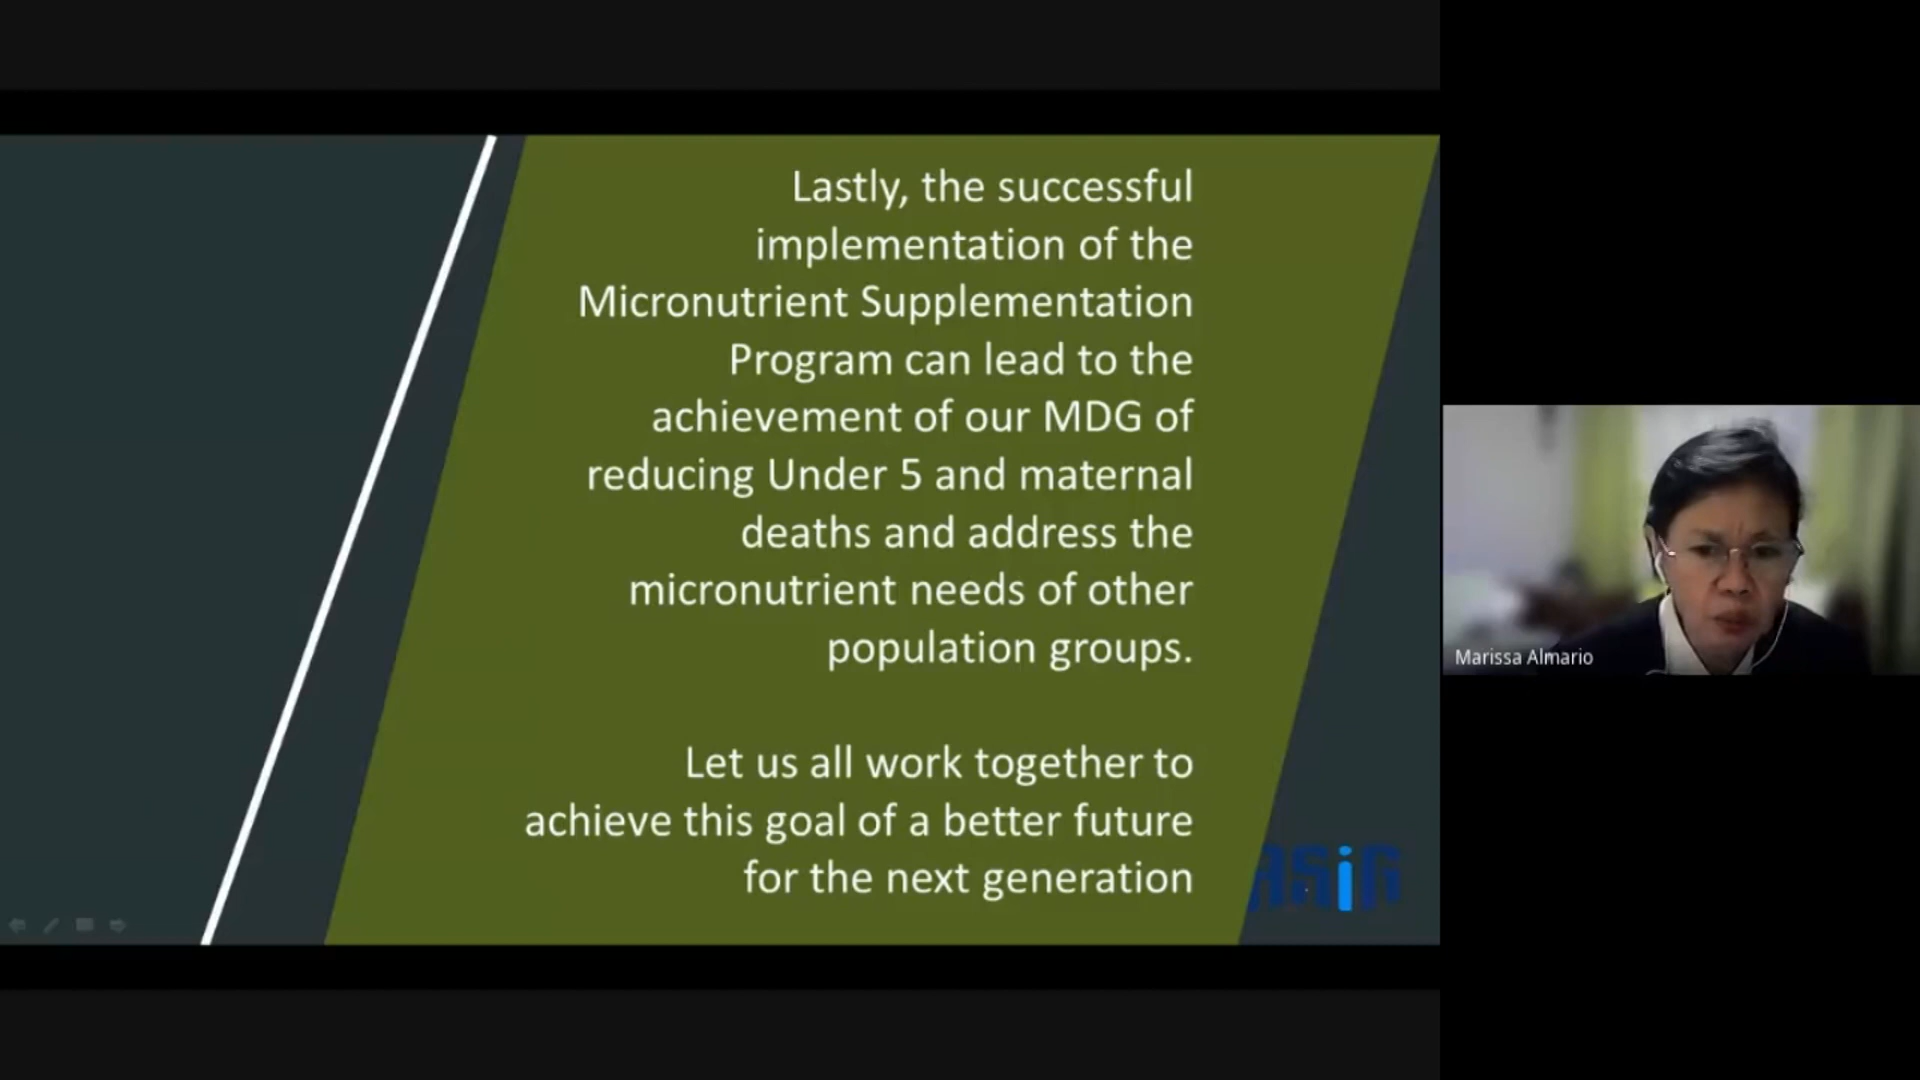 Lastly, the successful
implementation of the
Micronutrient Supplementation
Program can lead to the
achievement of our MDG of
reducing Under 5 and maternal
deaths and address the
micronutrient needs of other
population groups.
Let us all work together to
achieve this goal of a better future
for the next generation
Marissa Almario